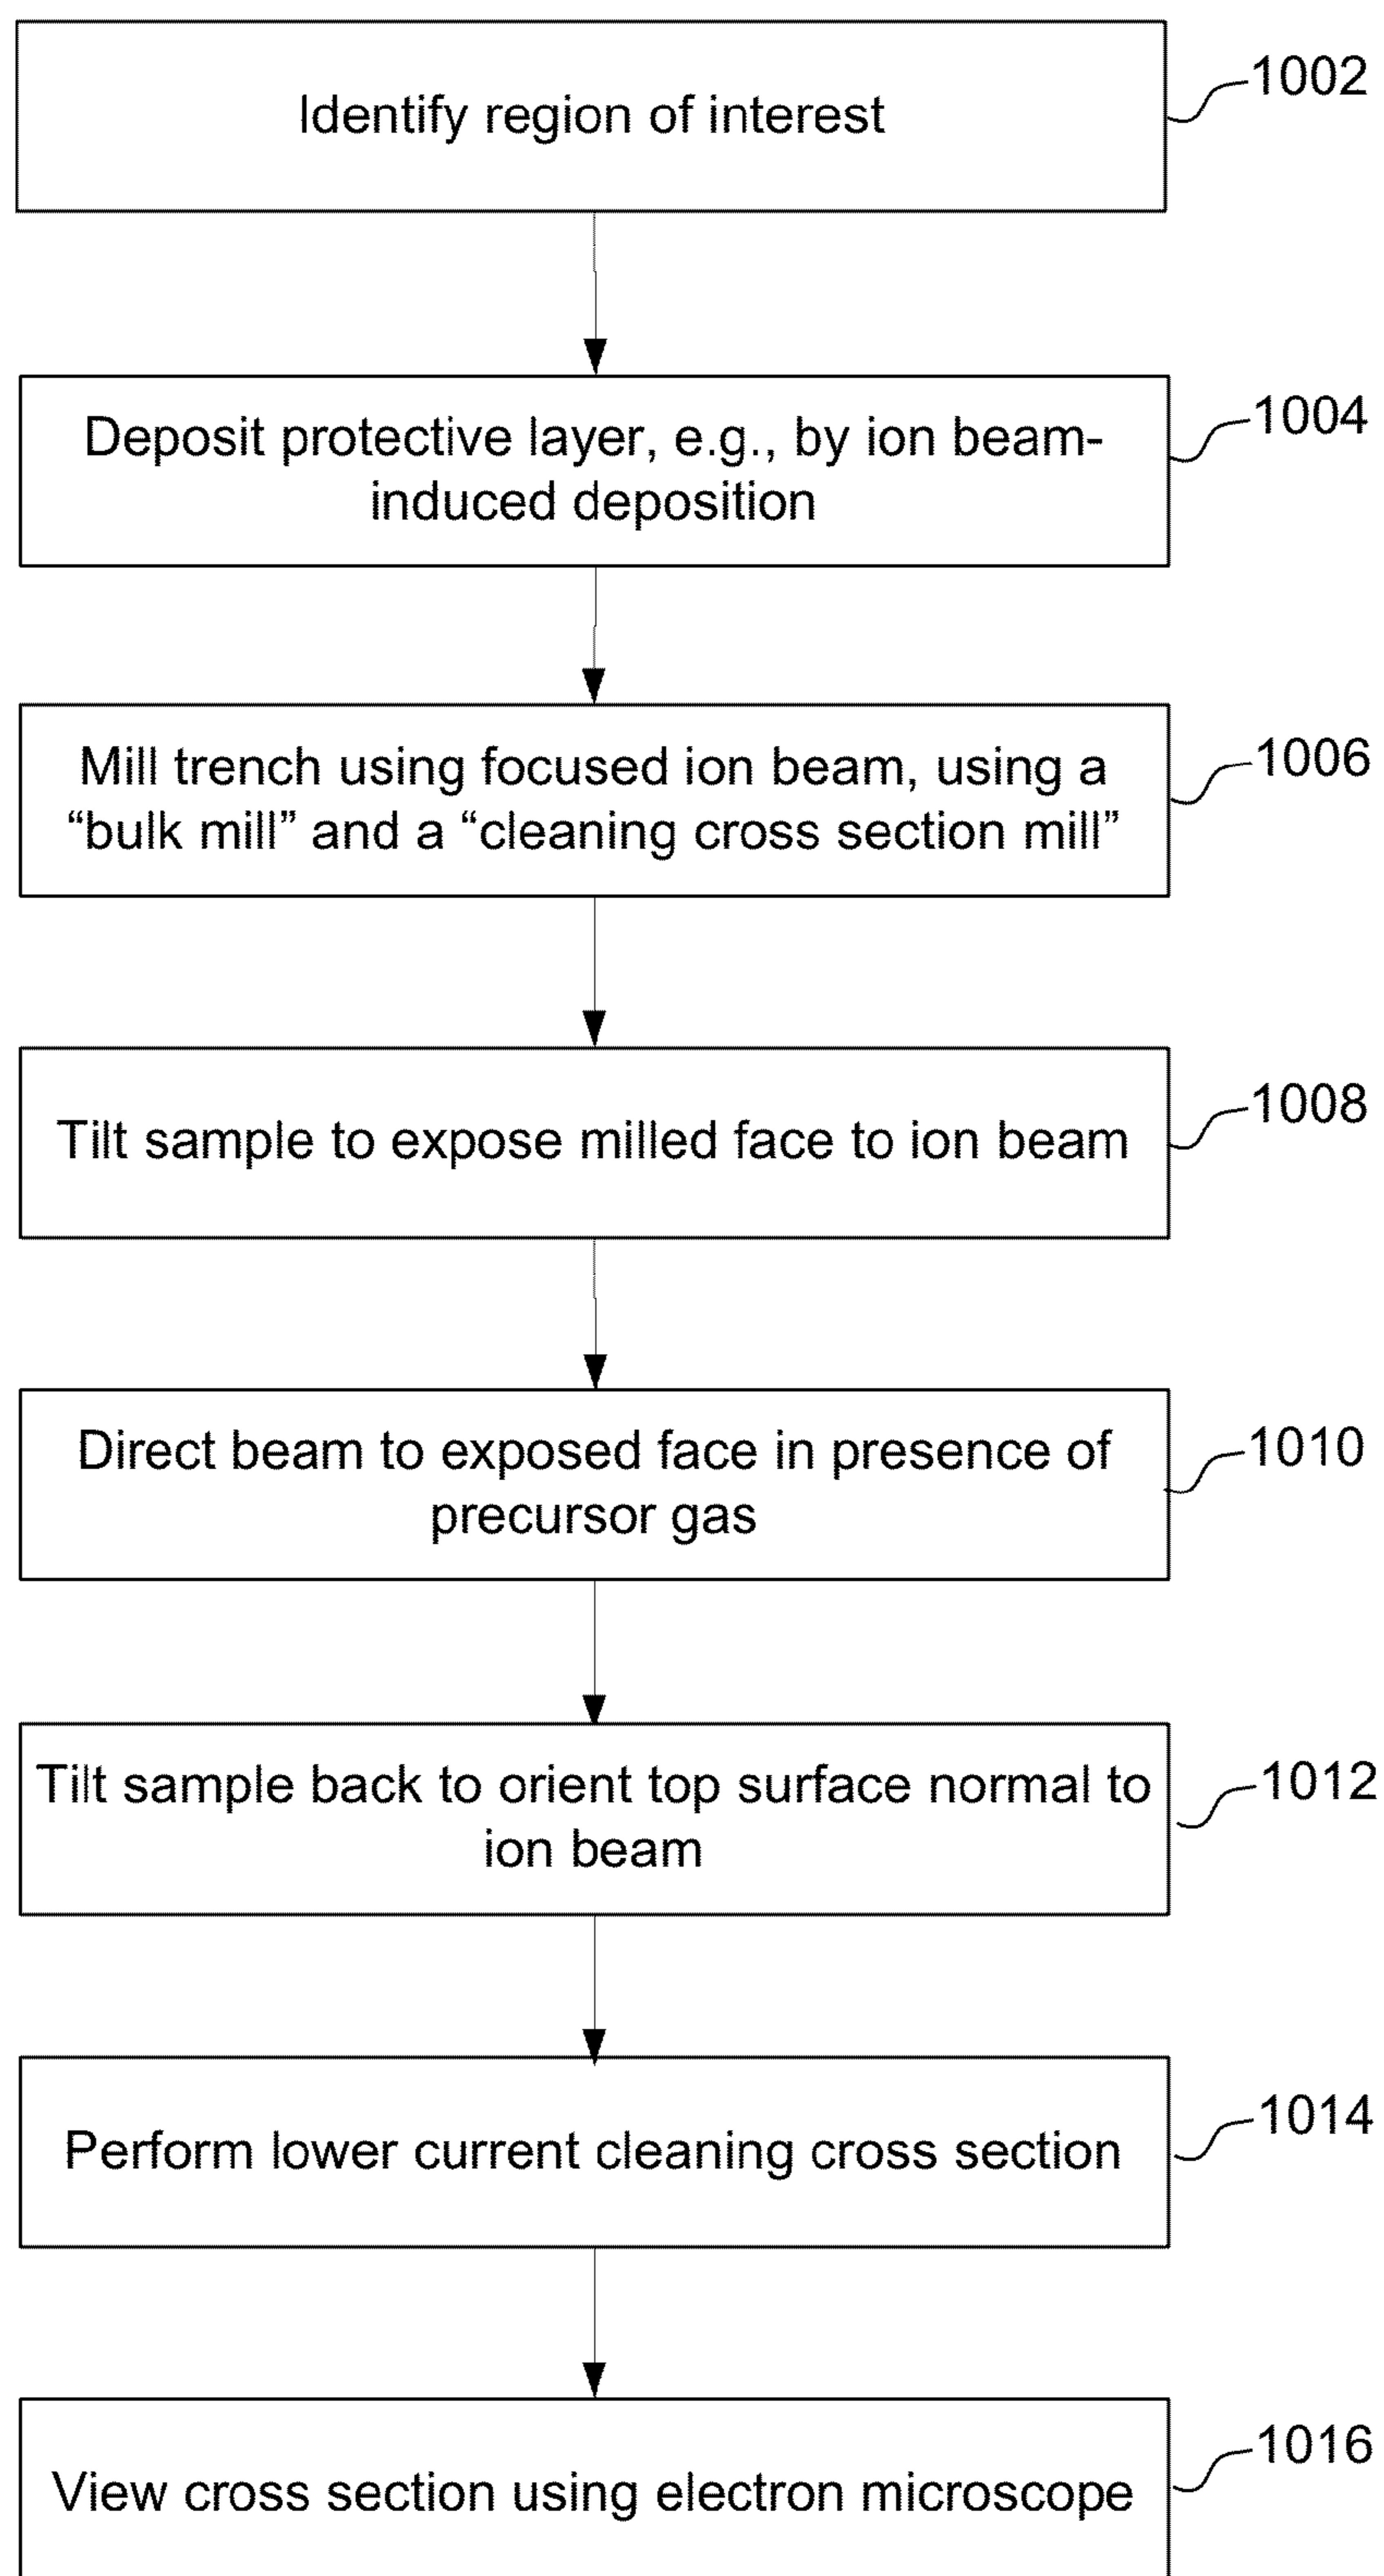 Identify region of interest
1002
Deposit protective layer, e.g., by ion beam-
induced deposition
1004
Mill trench using focused ion beam, using a
“bulk mill” and a “cleaning cross section mill”
1006
Tilt sample to expose milled face to ion beam
1008
Direct beam to exposed face in presence of
precursor gas
1010
Tilt sample back to orient top surface normal to
ion beam
1012
Perform lower current cleaning cross section
1014
View cross section using electron microscope
1016